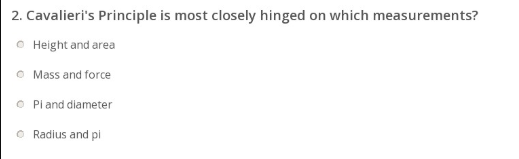 2. Cavalieri's Principle is most closely hinged on which measurements?
Height and area
Mass and force
Pi and diameter
Radius and pi